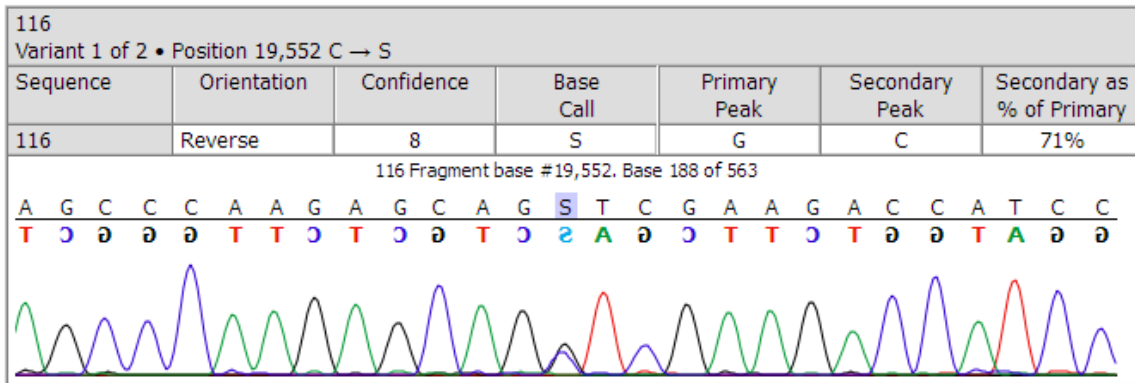 116
Variant 1 of 2 • Position 19,552 C → S
Sequence Orientation Confidence Base Call Primary Peak Secondary Peak Secondary as % of Primary
116 Reverse 8 S G C 71%
116 Fragment base #19,552. Base 188 of 563
A G C C C A A G A G C A G S T C G A A G A C C A T C C
T C G G G T T C T C G T C S A G C T T C T G G T A G G